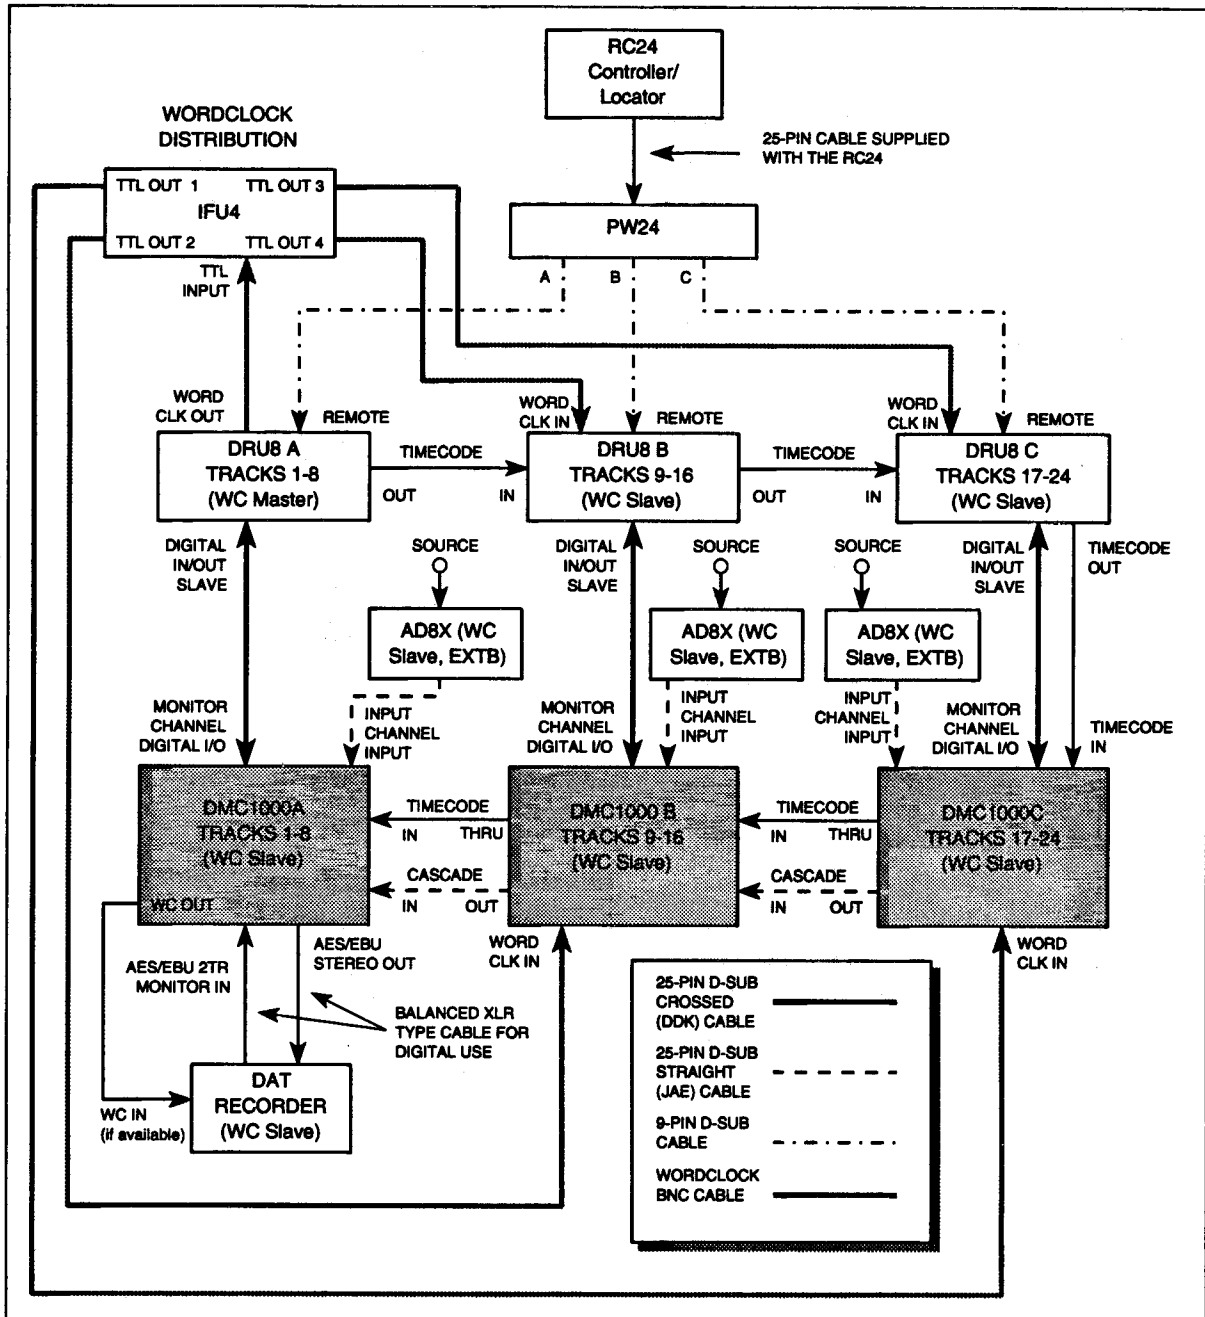 RC24
Controller/
Locator
WORDCLOCK
DISTRIBUTION
25-PIN CABLE SUPPLIED
WITH THE RC24
TTL OUT 1 TTL OUT 3
IFU4
TTL OUT 2 TTL OUT 4
PW24
TTL
INPUT
A B C
WORD
CLK OUT
REMOTE
WORD
CLK IN
REMOTE
WORD
CLK IN
REMOTE
DRU8 A
TRACKS 1-8
(WC Master)
TIMECODE
OUT IN
DRU8 B
TRACKS 9-16
(WC Slave)
TIMECODE
OUT IN
DRU8 C
TRACKS 17-24
(WC Slave)
DIGITAL
IN/OUT
SLAVE
SOURCE
DIGITAL
IN/OUT
SLAVE
SOURCE
SOURCE
DIGITAL
IN/OUT
SLAVE
TIMECODE
OUT
AD8X (WC
Slave, EXTB)
AD8X (WC
Slave, EXTB)
AD8X (WC
Slave, EXTB)
MONITOR
CHANNEL
DIGITAL I/O
INPUT
CHANNEL
INPUT
MONITOR
CHANNEL
DIGITAL I/O
INPUT
CHANNEL
INPUT
INPUT
CHANNEL
INPUT
MONITOR
CHANNEL
DIGITAL I/O
TIMECODE
IN
DMC1000A
TRACKS 1-8
(WC Slave)
WC OUT
TIMECODE
IN THRU
CASCADE
IN OUT
DMC1000 B
TRACKS 9-16
(WC Slave)
TIMECODE
IN THRU
CASCADE
IN OUT
DMC1000C
TRACKS 17-24
(WC Slave)
AES/EBU 2TR
MONITOR IN
AES/EBU
STEREO OUT
WORD
CLK IN
WORD
CLK IN
BALANCED XLR
TYPE CABLE FOR
DIGITAL USE
DAT
RECORDER
(WC Slave)
WC IN
(if available)
25-PIN D-SUB
CROSSED
(DDK) CABLE
25-PIN D-SUB
STRAIGHT
(JAE) CABLE
9-PIN D-SUB
CABLE
WORDCLOCK
BNC CABLE